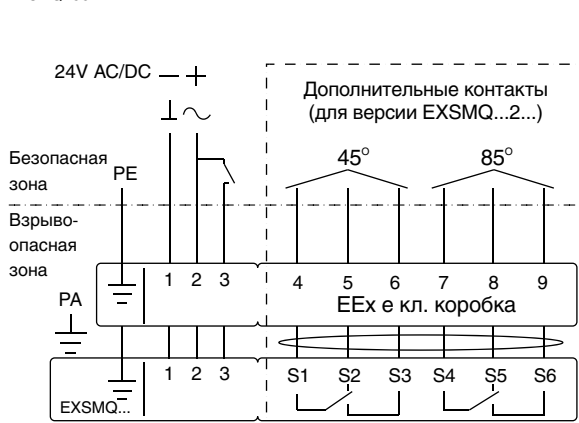 24V AC/DC — +
Дополнительные контакты
(для версии EXSMQ...2...)
⊥ ~
45° 85°
Безопасная
зона
PE
Взрыво-
опасная
зона
1 2 3 4 5 6 7 8 9
EEx e кл. коробка
PA
1 2 3 S1 S2 S3 S4 S5 S6
EXSMQ...